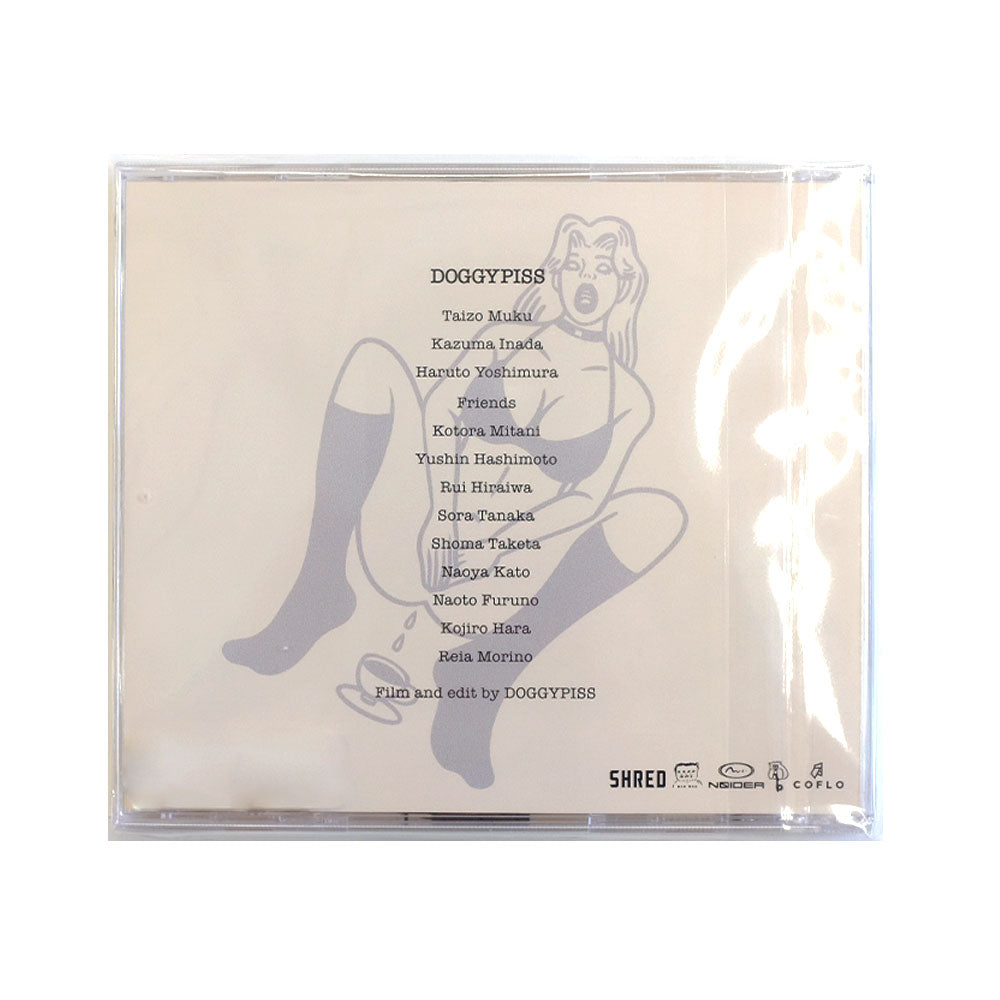 DOGGYPISS
Taizo Muku
Kazuma Inada
Haruto Yoshimura
Friends
Kotora Mitani
Yushin Hashimoto
Rui Hiraiwa
Sora Tanaka
Shoma Taketa
Naoya Kato
Naoto Furuno
Kojiro Hara
Reia Morino
Film and edit by DOGGYPISS
SHRED
NOIDER
COFLO